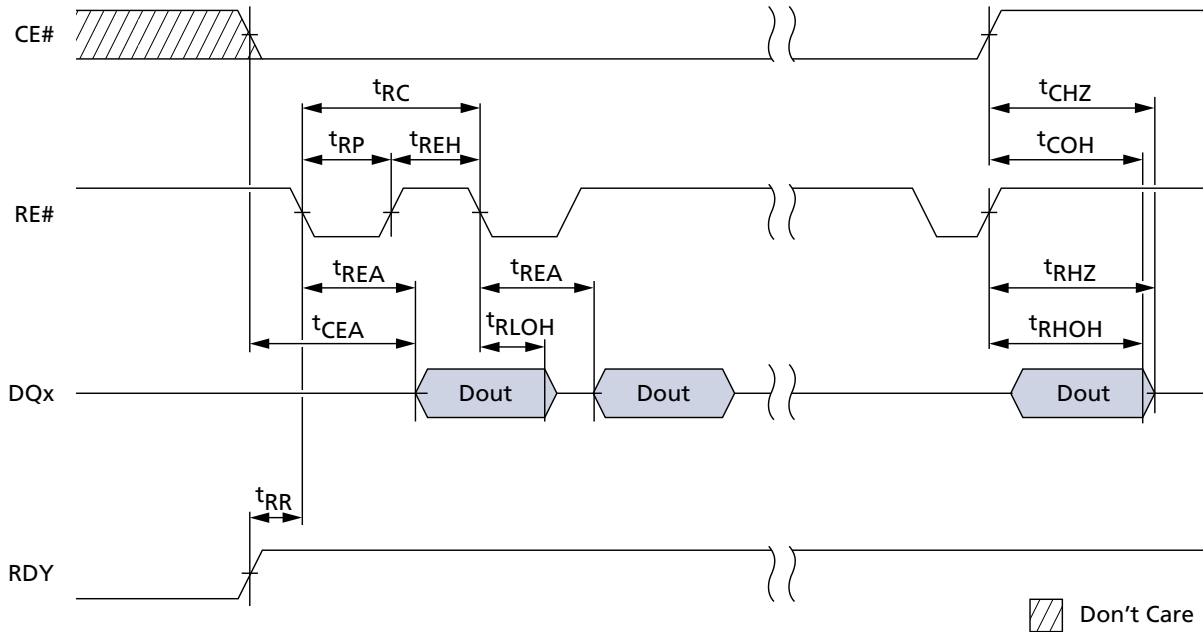 CE#
tRC
tCHZ
tRP
tREH
tCOH
RE#
tREA
tREA
tRHZ
tCEA
tRLOH
tRHOH
DQx
Dout
Dout
Dout
tRR
RDY
Don't Care